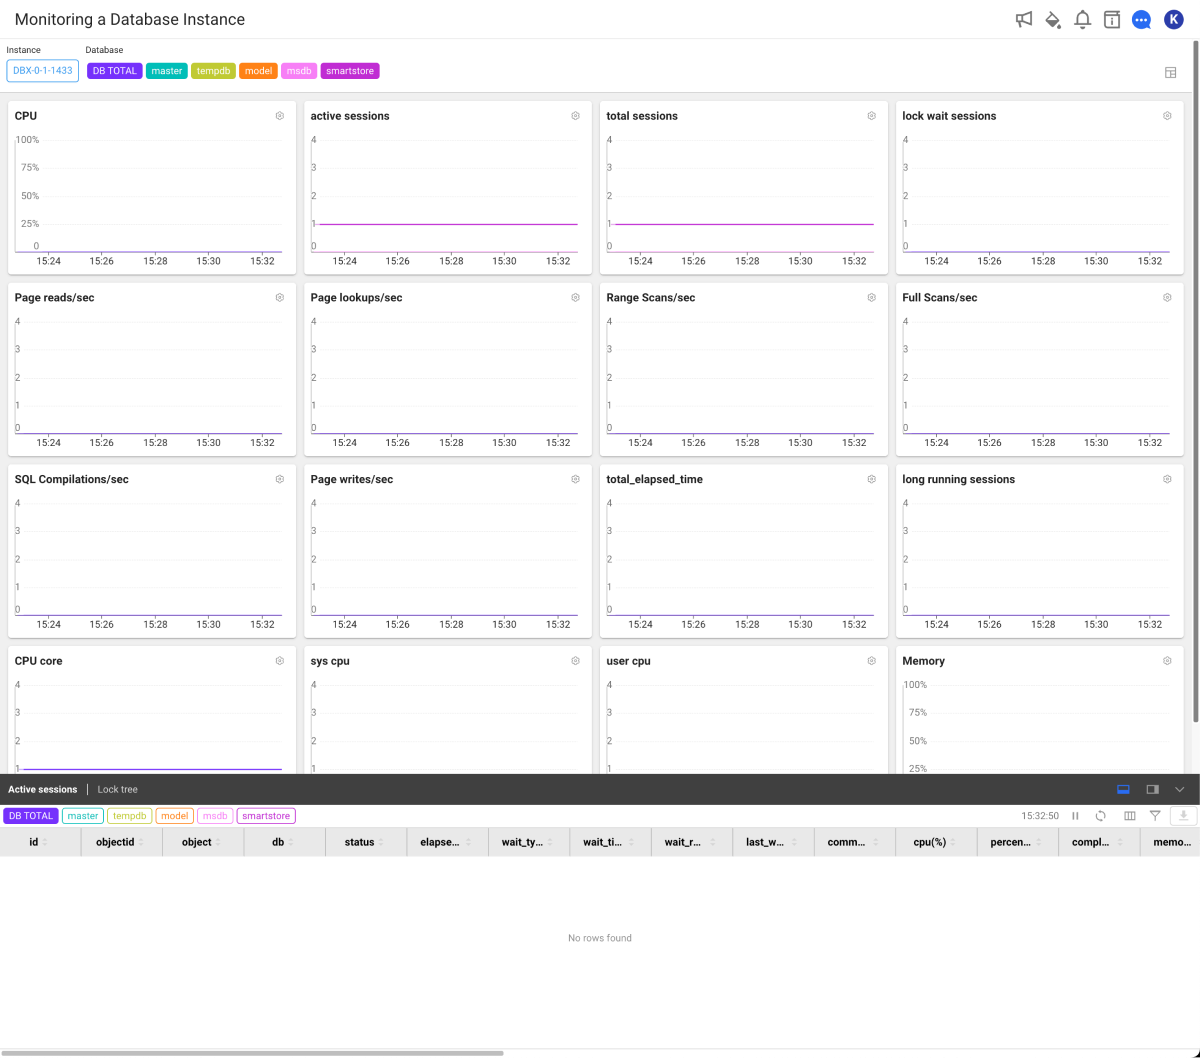 Monitoring a Database Instance
K
Instance Database
DBX-0-1-1433 DB TOTAL master tempdb model msdb smartstore
CPU active sessions total sessions lock wait sessions
100% 4 4 4
75% 3 3 3
50% 2 2 2
25% 1 1 1
0 0 0 0
15:24 15:26 15:28 15:30 15:32 15:24 15:26 15:28 15:30 15:32 15:24 15:26 15:28 15:30 15:32 15:24 15:26 15:28 15:30 15:32
Page reads/sec Page lookups/sec Range Scans/sec Full Scans/sec
4 4 4 4
3 3 3 3
2 2 2 2
1 1 1 1
0 0 0 0
15:24 15:26 15:28 15:30 15:32 15:24 15:26 15:28 15:30 15:32 15:24 15:26 15:28 15:30 15:32 15:24 15:26 15:28 15:30 15:32
SQL Compilations/sec Page writes/sec total_elapsed_time long running sessions
4 4 4 4
3 3 3 3
2 2 2 2
1 1 1 1
0 0 0 0
15:24 15:26 15:28 15:30 15:32 15:24 15:26 15:28 15:30 15:32 15:24 15:26 15:28 15:30 15:32 15:24 15:26 15:28 15:30 15:32
CPU core sys cpu user cpu Memory
4 4 4 100%
3 3 3 75%
2 2 2 50%
1 1 1 25%
Active sessions | Lock tree
DB TOTAL master tempdb model msdb smartstore 15:32:50
id objectid object db status elapse... wait_ty... wait_ti... wait_r... last_w... comm... cpu(%) percen... compl... memo...
No rows found